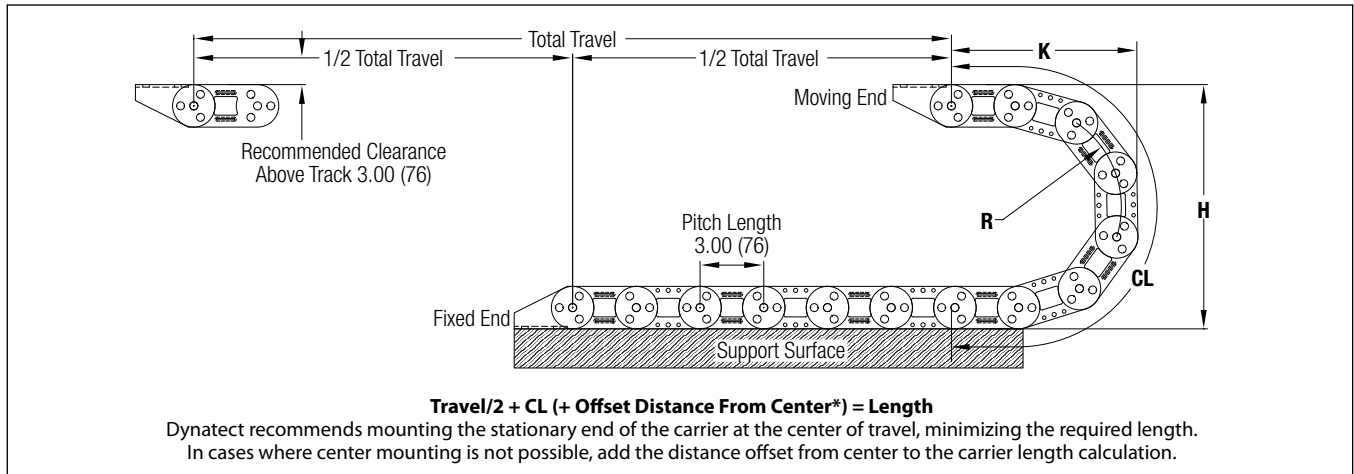 Total Travel
1/2 Total Travel
1/2 Total Travel
K
Moving End
Recommended Clearance
Above Track 3.00 (76)
R
H
Pitch Length
3.00 (76)
CL
Fixed End
Support Surface
Travel/2 + CL (+ Offset Distance From Center*) = Length
Dynatect recommends mounting the stationary end of the carrier at the center of travel, minimizing the required length.
In cases where center mounting is not possible, add the distance offset from center to the carrier length calculation.